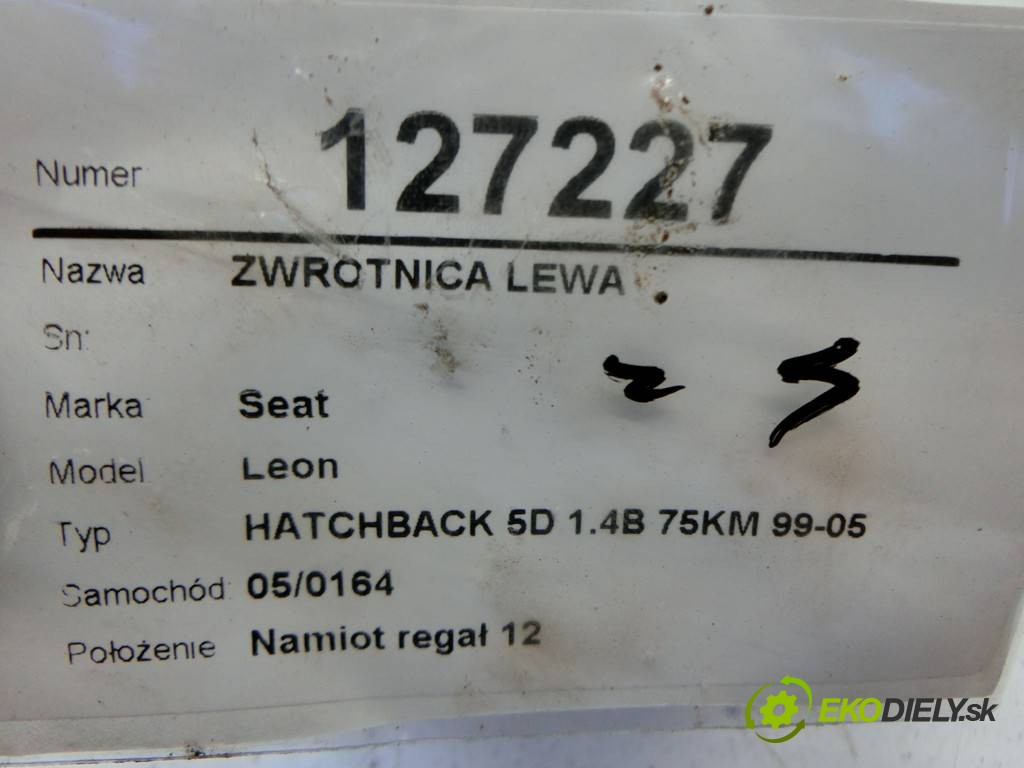 Numer 127227
Nazwa ZWROTNICA LEWA
Sn:
Marka Seat
Model Leon
Typ HATCHBACK 5D 1.4B 75KM 99-05
Samochód 05/0164
Położenie Namiot regał 12
EKODIELY.sk